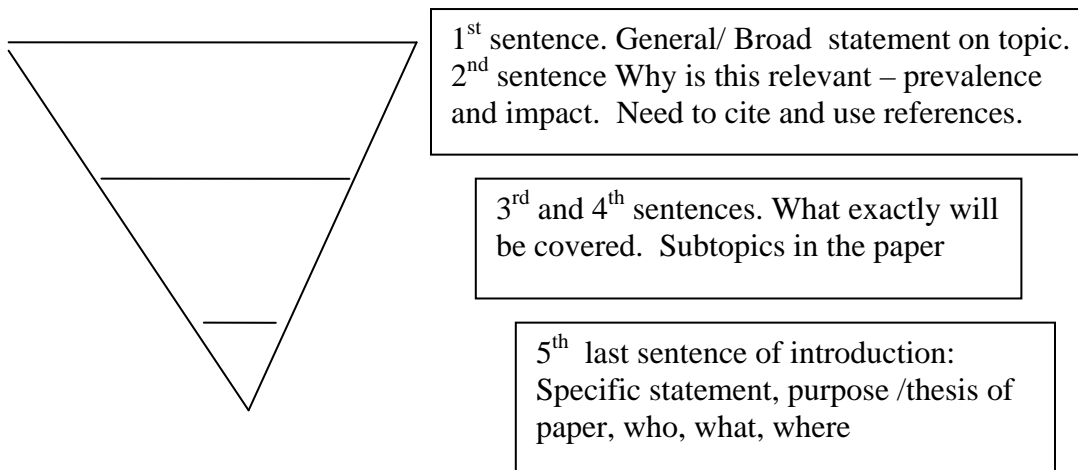 1st sentence. General/ Broad statement on topic.
2nd sentence Why is this relevant – prevalence
and impact. Need to cite and use references.
3rd and 4th sentences. What exactly will
be covered. Subtopics in the paper
5th last sentence of introduction:
Specific statement, purpose /thesis of
paper, who, what, where